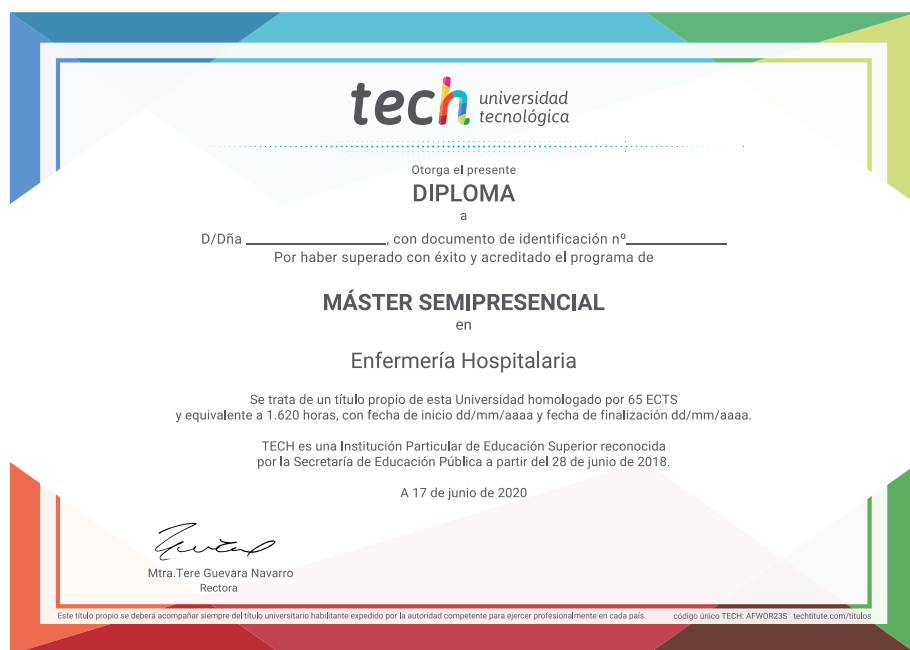 tech universidad
tecnológica
Otorga el presente
DIPLOMA
a
D/Dña ________________, con documento de identificación nº____________
Por haber superado con éxito y acreditado el programa de
MÁSTER SEMIPRESENCIAL
en
Enfermería Hospitalaria
Se trata de un título propio de esta Universidad homologado por 65 ECTS
y equivalente a 1.620 horas, con fecha de inicio dd/mm/aaaa y fecha de finalización dd/mm/aaaa.
TECH es una Institución Particular de Educación Superior reconocida
por la Secretaría de Educación Pública a partir del 28 de junio de 2018.
A 17 de junio de 2020
Mtra.Tere Guevara Navarro
Rectora
Este título propio se deberá acompañar siempre del título universitario habilitante expedido por la autoridad competente para ejercer profesionalmente en cada país. código único TECH: AFWOR23S techtitute.com/titulos